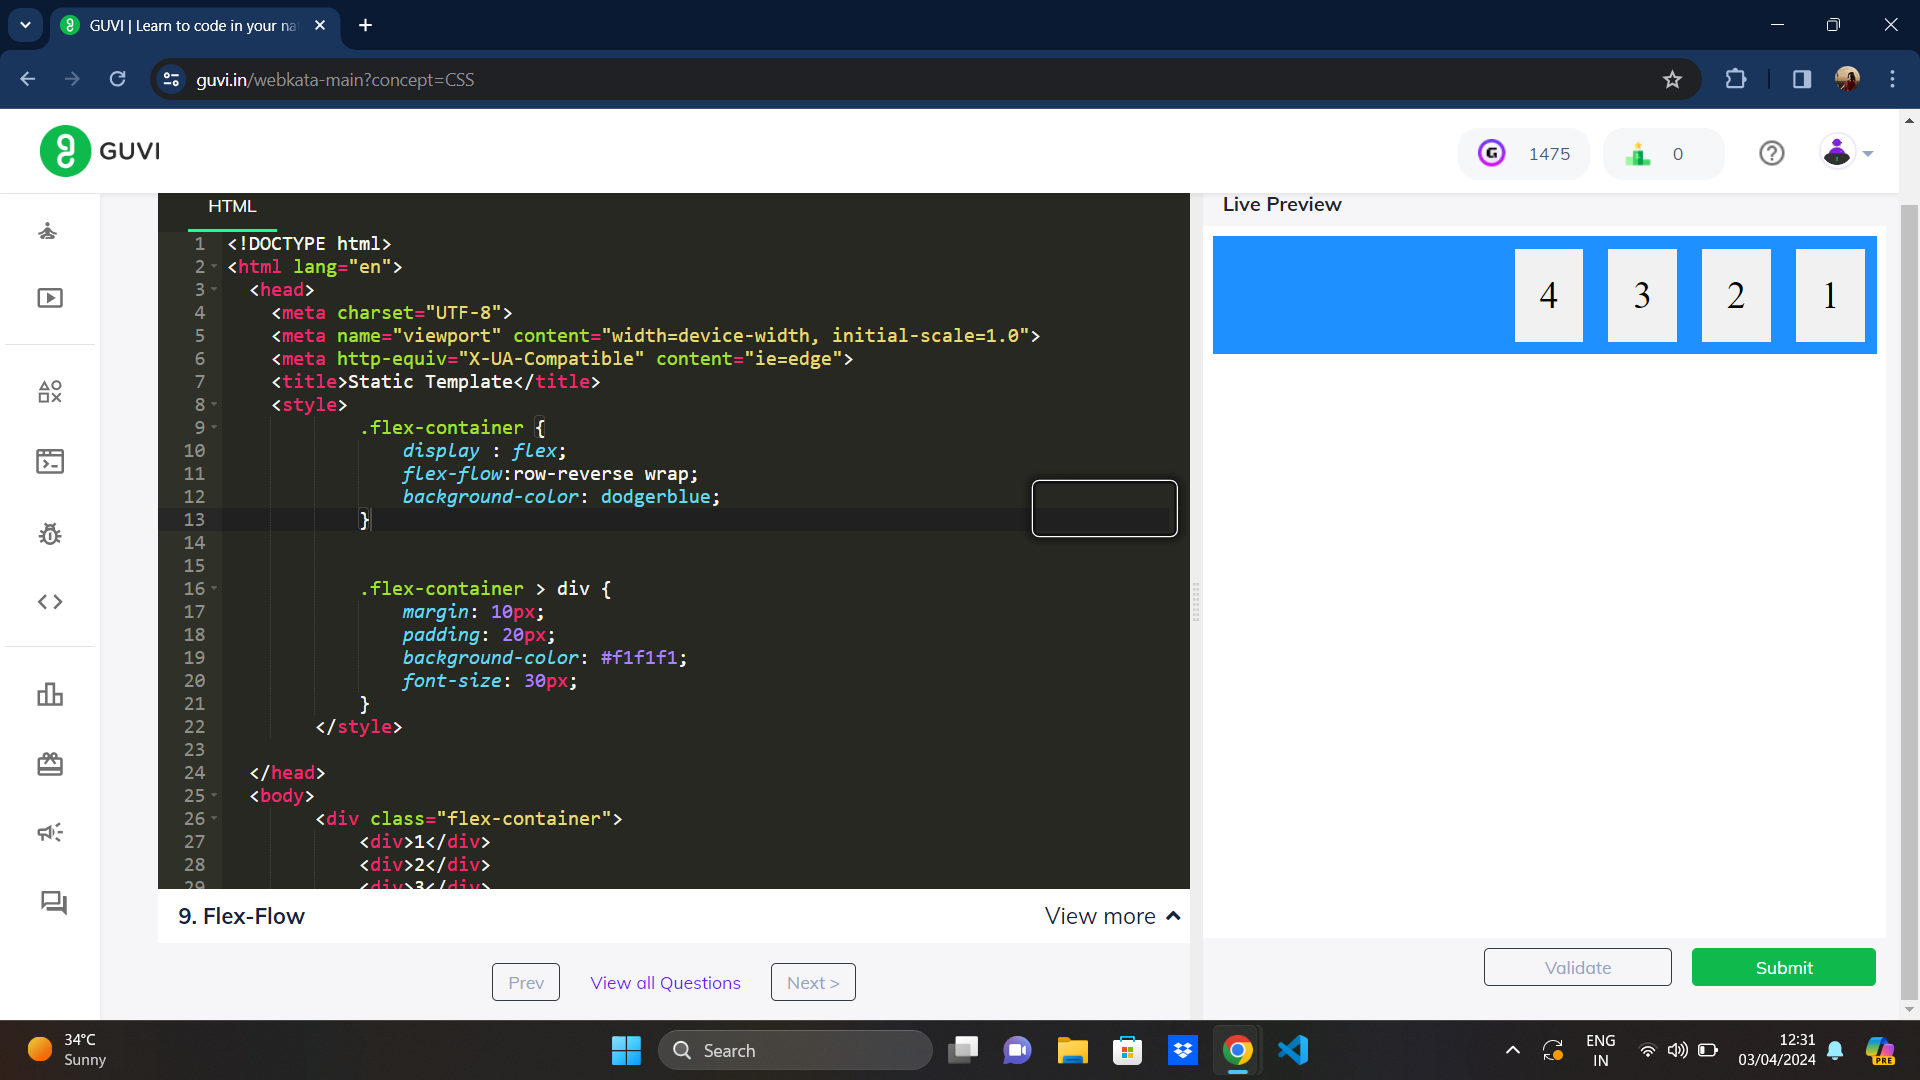 GUVI | Learn to code in your na
guvi.in/webkata-main?concept=CSS
GUVI
G
1475
0
HTML
Live Preview
1 <!DOCTYPE html>
2 <html lang="en">
3 <head>
4 <meta charset="UTF-8">
5 <meta name="viewport" content="width=device-width, initial-scale=1.0">
6 <meta http-equiv="X-UA-Compatible" content="ie=edge">
7 <title>Static Template</title>
8 <style>
9 .flex-container {
10 display : flex;
11 flex-flow:row-reverse wrap;
12 background-color: dodgerblue;
13 }
14
15
16 .flex-container > div {
17 margin: 10px;
18 padding: 20px;
19 background-color: #f1f1f1;
20 font-size: 30px;
21 }
22 </style>
23
24 </head>
25 <body>
26 <div class="flex-container">
27 <div>1</div>
28 <div>2</div>
29 <div>3</div>
4 3 2 1
9. Flex-Flow
View more
Prev
View all Questions
Next >
Validate
Submit
34°C
Sunny
Search
ENG
IN
12:31
03/04/2024
PRE